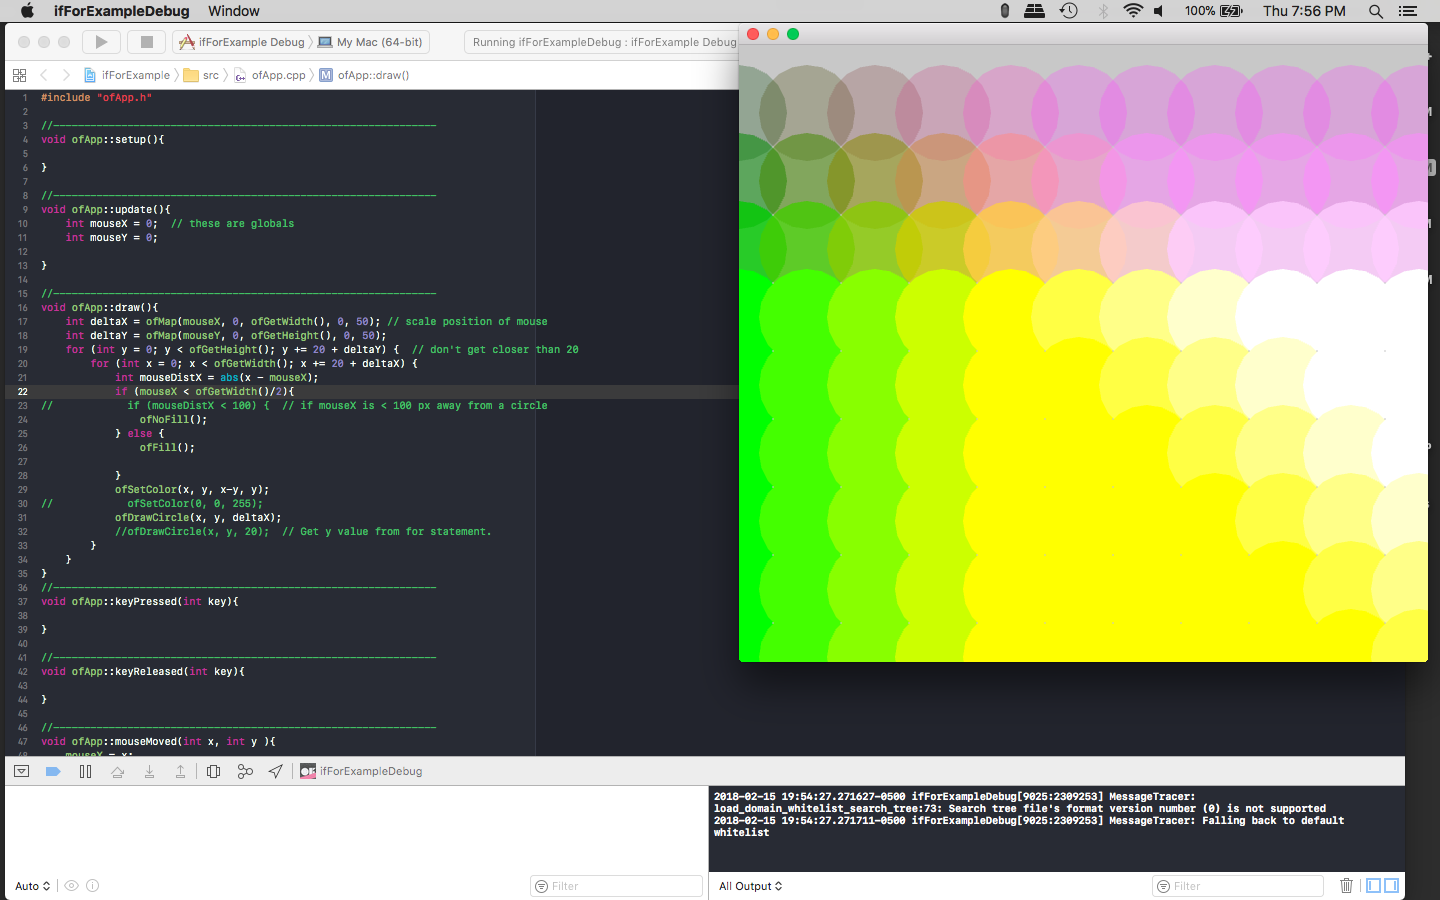 ifForExampleDebug Window
100% Thu 7:56 PM
ifForExample Debug My Mac (64-bit) Running ifForExampleDebug : ifForExample Debug
ifForExample src ofApp.cpp M ofApp::draw()
1 #include "ofApp.h"
2
3 //--------------------------------------------------------------
4 void ofApp::setup(){
5
6 }
7
8 //--------------------------------------------------------------
9 void ofApp::update(){
10 int mouseX = 0; // these are globals
11 int mouseY = 0;
12
13 }
14
15 //--------------------------------------------------------------
16 void ofApp::draw(){
17 int deltaX = ofMap(mouseX, 0, ofGetWidth(), 0, 50); // scale position of mouse
18 int deltaY = ofMap(mouseY, 0, ofGetHeight(), 0, 50);
19 for (int y = 0; y < ofGetHeight(); y += 20 + deltaY) { // don't get closer than 20
20 for (int x = 0; x < ofGetWidth(); x += 20 + deltaX) {
21 int mouseDistX = abs(x - mouseX);
22 if (mouseX < ofGetWidth()/2){
23 // if (mouseDistX < 100) { // if mouseX is < 100 px away from a circle
24 ofNoFill();
25 } else {
26 ofFill();
27
28 }
29 ofSetColor(x, y, x-y, y);
30 // ofSetColor(0, 0, 255);
31 ofDrawCircle(x, y, deltaX);
32 //ofDrawCircle(x, y, 20); // Get y value from for statement.
33 }
34 }
35 }
36 //--------------------------------------------------------------
37 void ofApp::keyPressed(int key){
38
39 }
40
41 //--------------------------------------------------------------
42 void ofApp::keyReleased(int key){
43
44 }
45
46 //--------------------------------------------------------------
47 void ofApp::mouseMoved(int x, int y ){
48 mouseX = x;
ifForExampleDebug
2018-02-15 19:54:27.271627-0500 ifForExampleDebug[9025:2309253] MessageTracer:
load_domain_whitelist_search_tree:73: Search tree file's format version number (0) is not supported
2018-02-15 19:54:27.271711-0500 ifForExampleDebug[9025:2309253] MessageTracer: Falling back to default
whitelist
Auto Filter All Output Filter